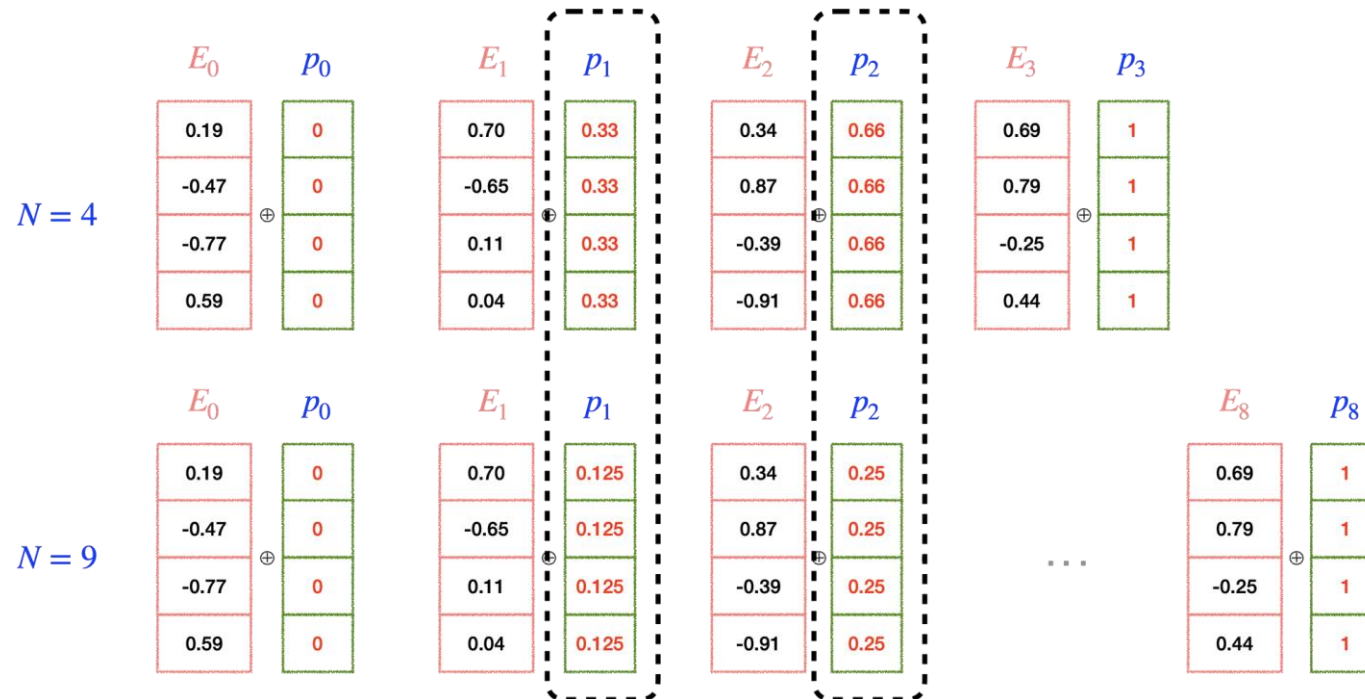 E₀ p₀ E₁ p₁ E₂ p₂ E₃ p₃
0.19 0 0.70 0.33 0.34 0.66 0.69 1
-0.47 0 -0.65 0.33 0.87 0.66 0.79 1
N = 4 ⊕ ⊕ ⊕ ⊕
-0.77 0 0.11 0.33 -0.39 0.66 -0.25 1
0.59 0 0.04 0.33 -0.91 0.66 0.44 1
E₀ p₀ E₁ p₁ E₂ p₂ E₈ p₈
0.19 0 0.70 0.125 0.34 0.25 0.69 1
-0.47 0 -0.65 0.125 0.87 0.25 0.79 1
N = 9 ⊕ ⊕ ⊕ ... ⊕
-0.77 0 0.11 0.125 -0.39 0.25 -0.25 1
0.59 0 0.04 0.125 -0.91 0.25 0.44 1